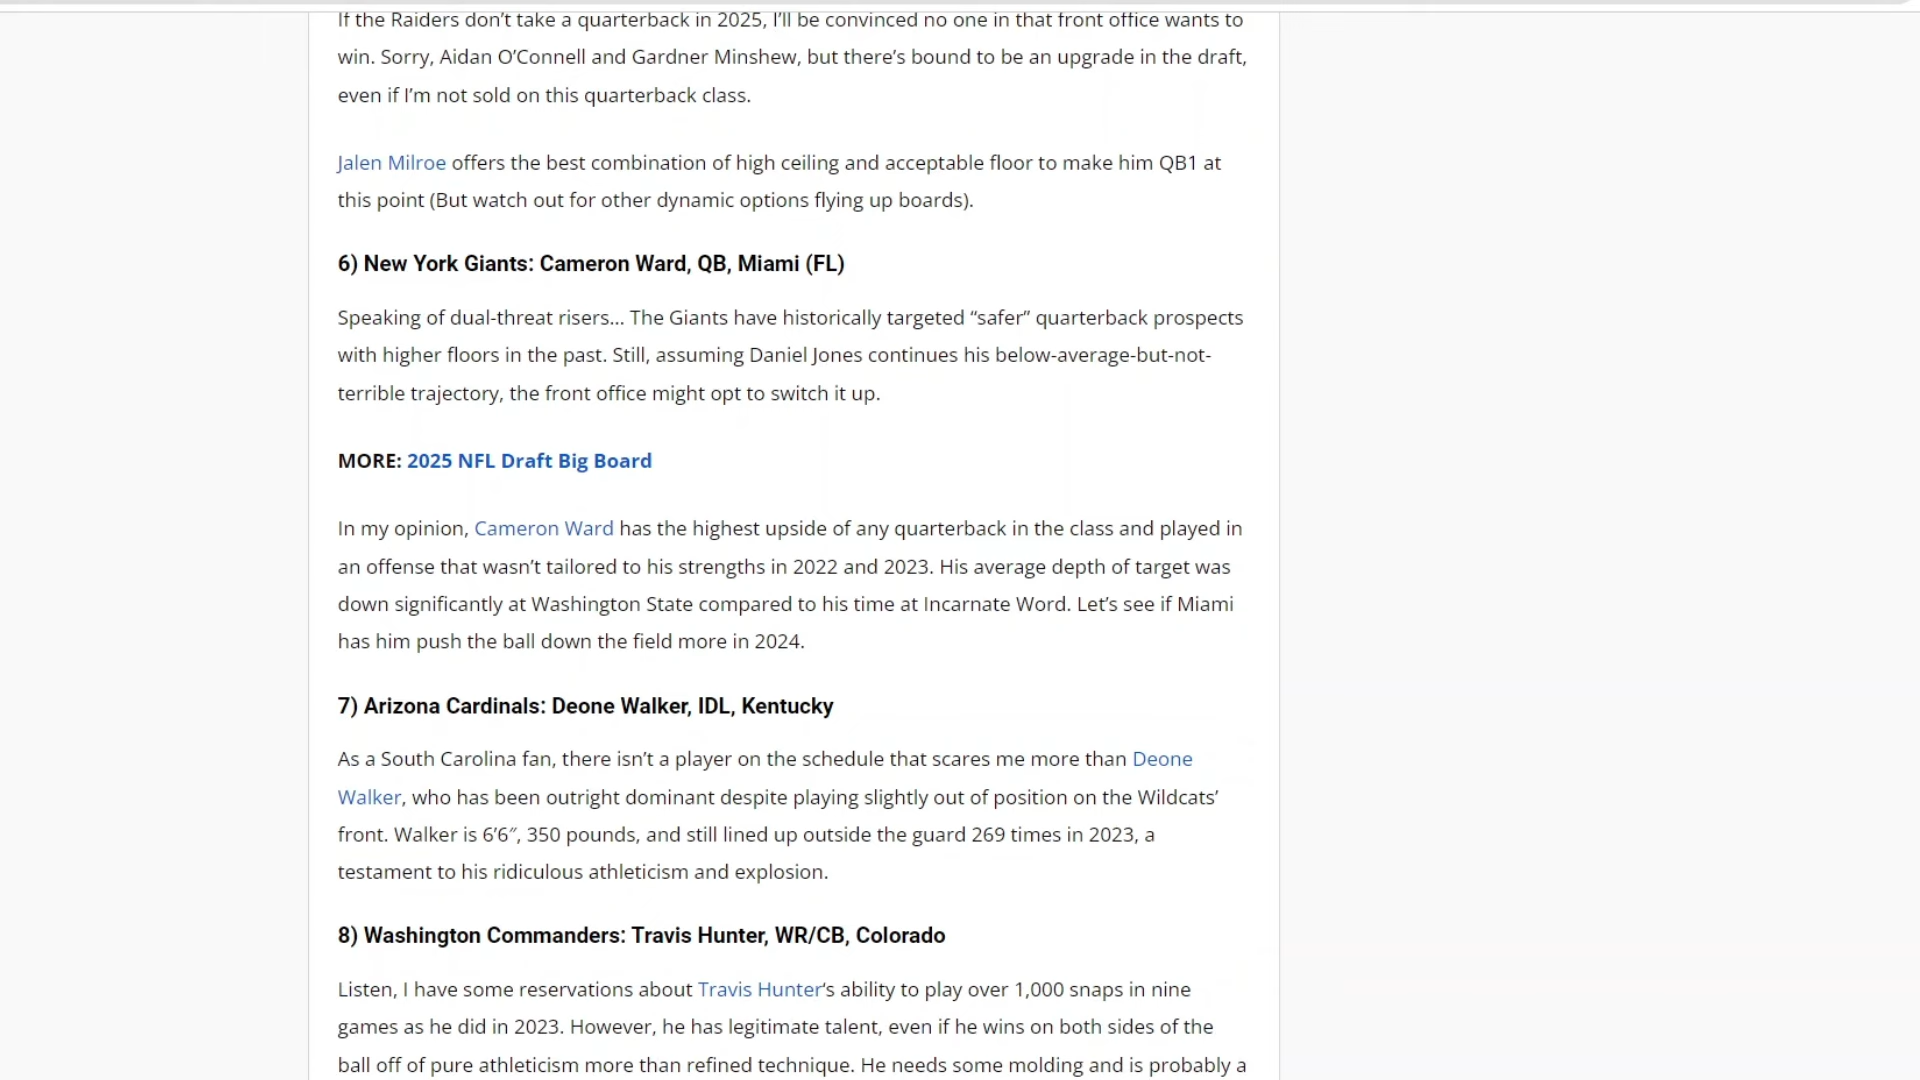 If the Raiders don’t take a quarterback in 2025, I’ll be convinced no one in that front office wants to
win. Sorry, Aidan O’Connell and Gardner Minshew, but there’s bound to be an upgrade in the draft,
even if I’m not sold on this quarterback class.
Jalen Milroe offers the best combination of high ceiling and acceptable floor to make him QB1 at
this point (But watch out for other dynamic options flying up boards).
6) New York Giants: Cameron Ward, QB, Miami (FL)
Speaking of dual-threat risers… The Giants have historically targeted “safer” quarterback prospects
with higher floors in the past. Still, assuming Daniel Jones continues his below-average-but-not-
terrible trajectory, the front office might opt to switch it up.
MORE: 2025 NFL Draft Big Board
In my opinion, Cameron Ward has the highest upside of any quarterback in the class and played in
an offense that wasn’t tailored to his strengths in 2022 and 2023. His average depth of target was
down significantly at Washington State compared to his time at Incarnate Word. Let’s see if Miami
has him push the ball down the field more in 2024.
7) Arizona Cardinals: Deone Walker, IDL, Kentucky
As a South Carolina fan, there isn’t a player on the schedule that scares me more than Deone
Walker, who has been outright dominant despite playing slightly out of position on the Wildcats’
front. Walker is 6’6″, 350 pounds, and still lined up outside the guard 269 times in 2023, a
testament to his ridiculous athleticism and explosion.
8) Washington Commanders: Travis Hunter, WR/CB, Colorado
Listen, I have some reservations about Travis Hunter‘s ability to play over 1,000 snaps in nine
games as he did in 2023. However, he has legitimate talent, even if he wins on both sides of the
ball off of pure athleticism more than refined technique. He needs some molding and is probably a